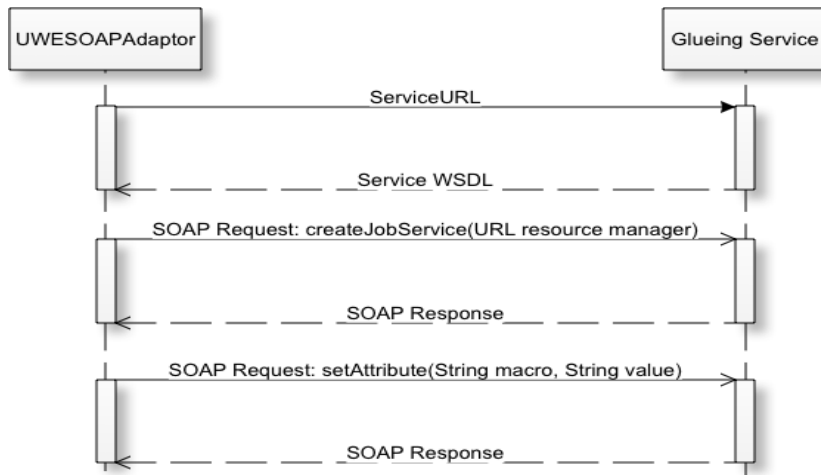 UWESOAPAdaptor
Glueing Service
ServiceURL
Service WSDL
SOAP Request: createJobService(URL resource manager)
SOAP Response
SOAP Request: setAttribute(String macro, String value)
SOAP Response